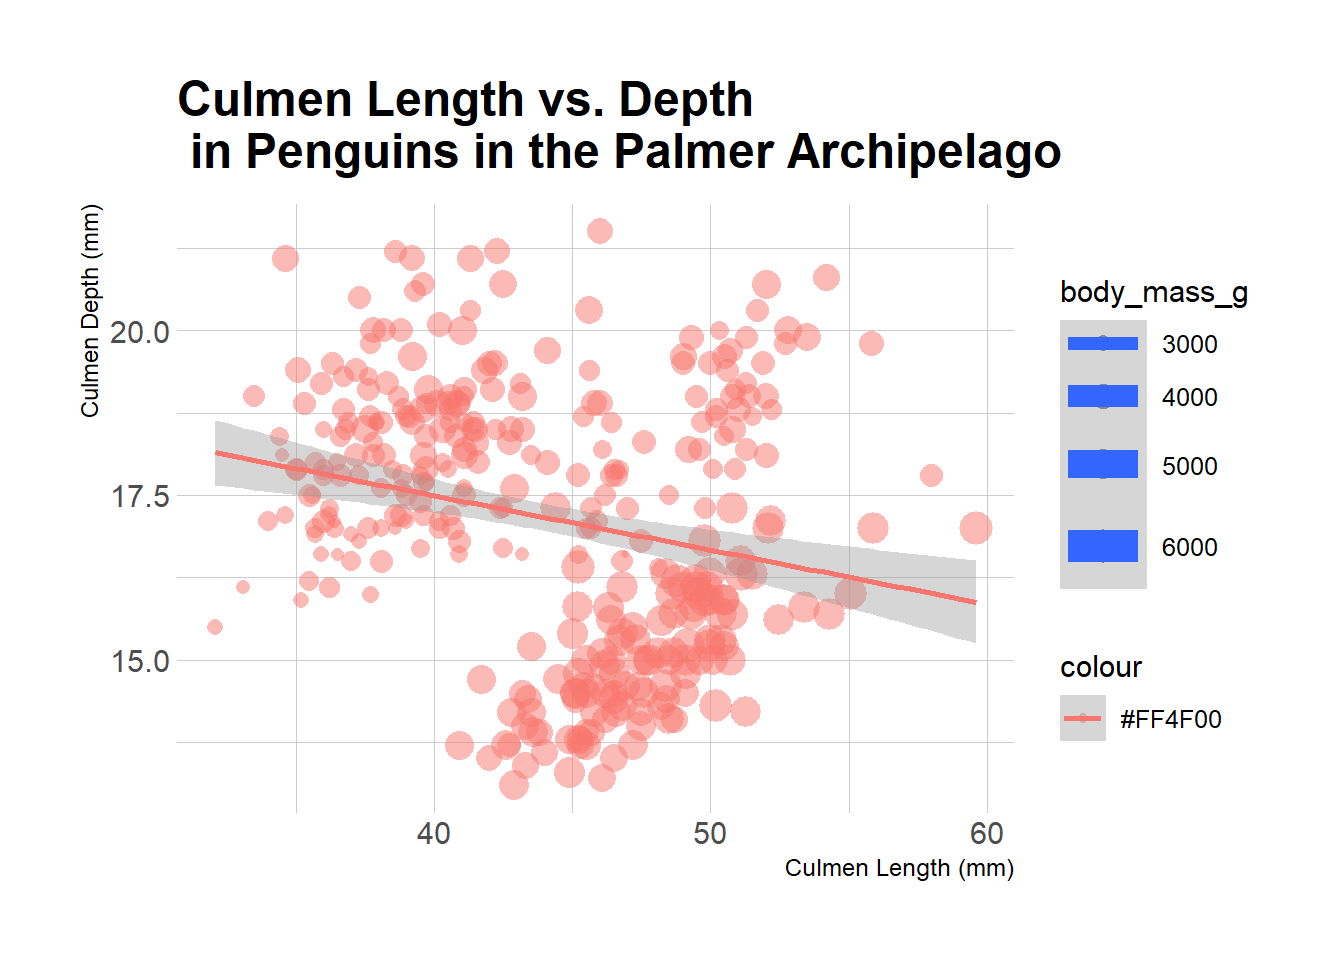 Culmen Length vs. Depth
in Penguins in the Palmer Archipelago
Culmen Depth (mm)
20.0
17.5
15.0
40
50
60
Culmen Length (mm)
body_mass_g
3000
4000
5000
6000
colour
#FF4F00